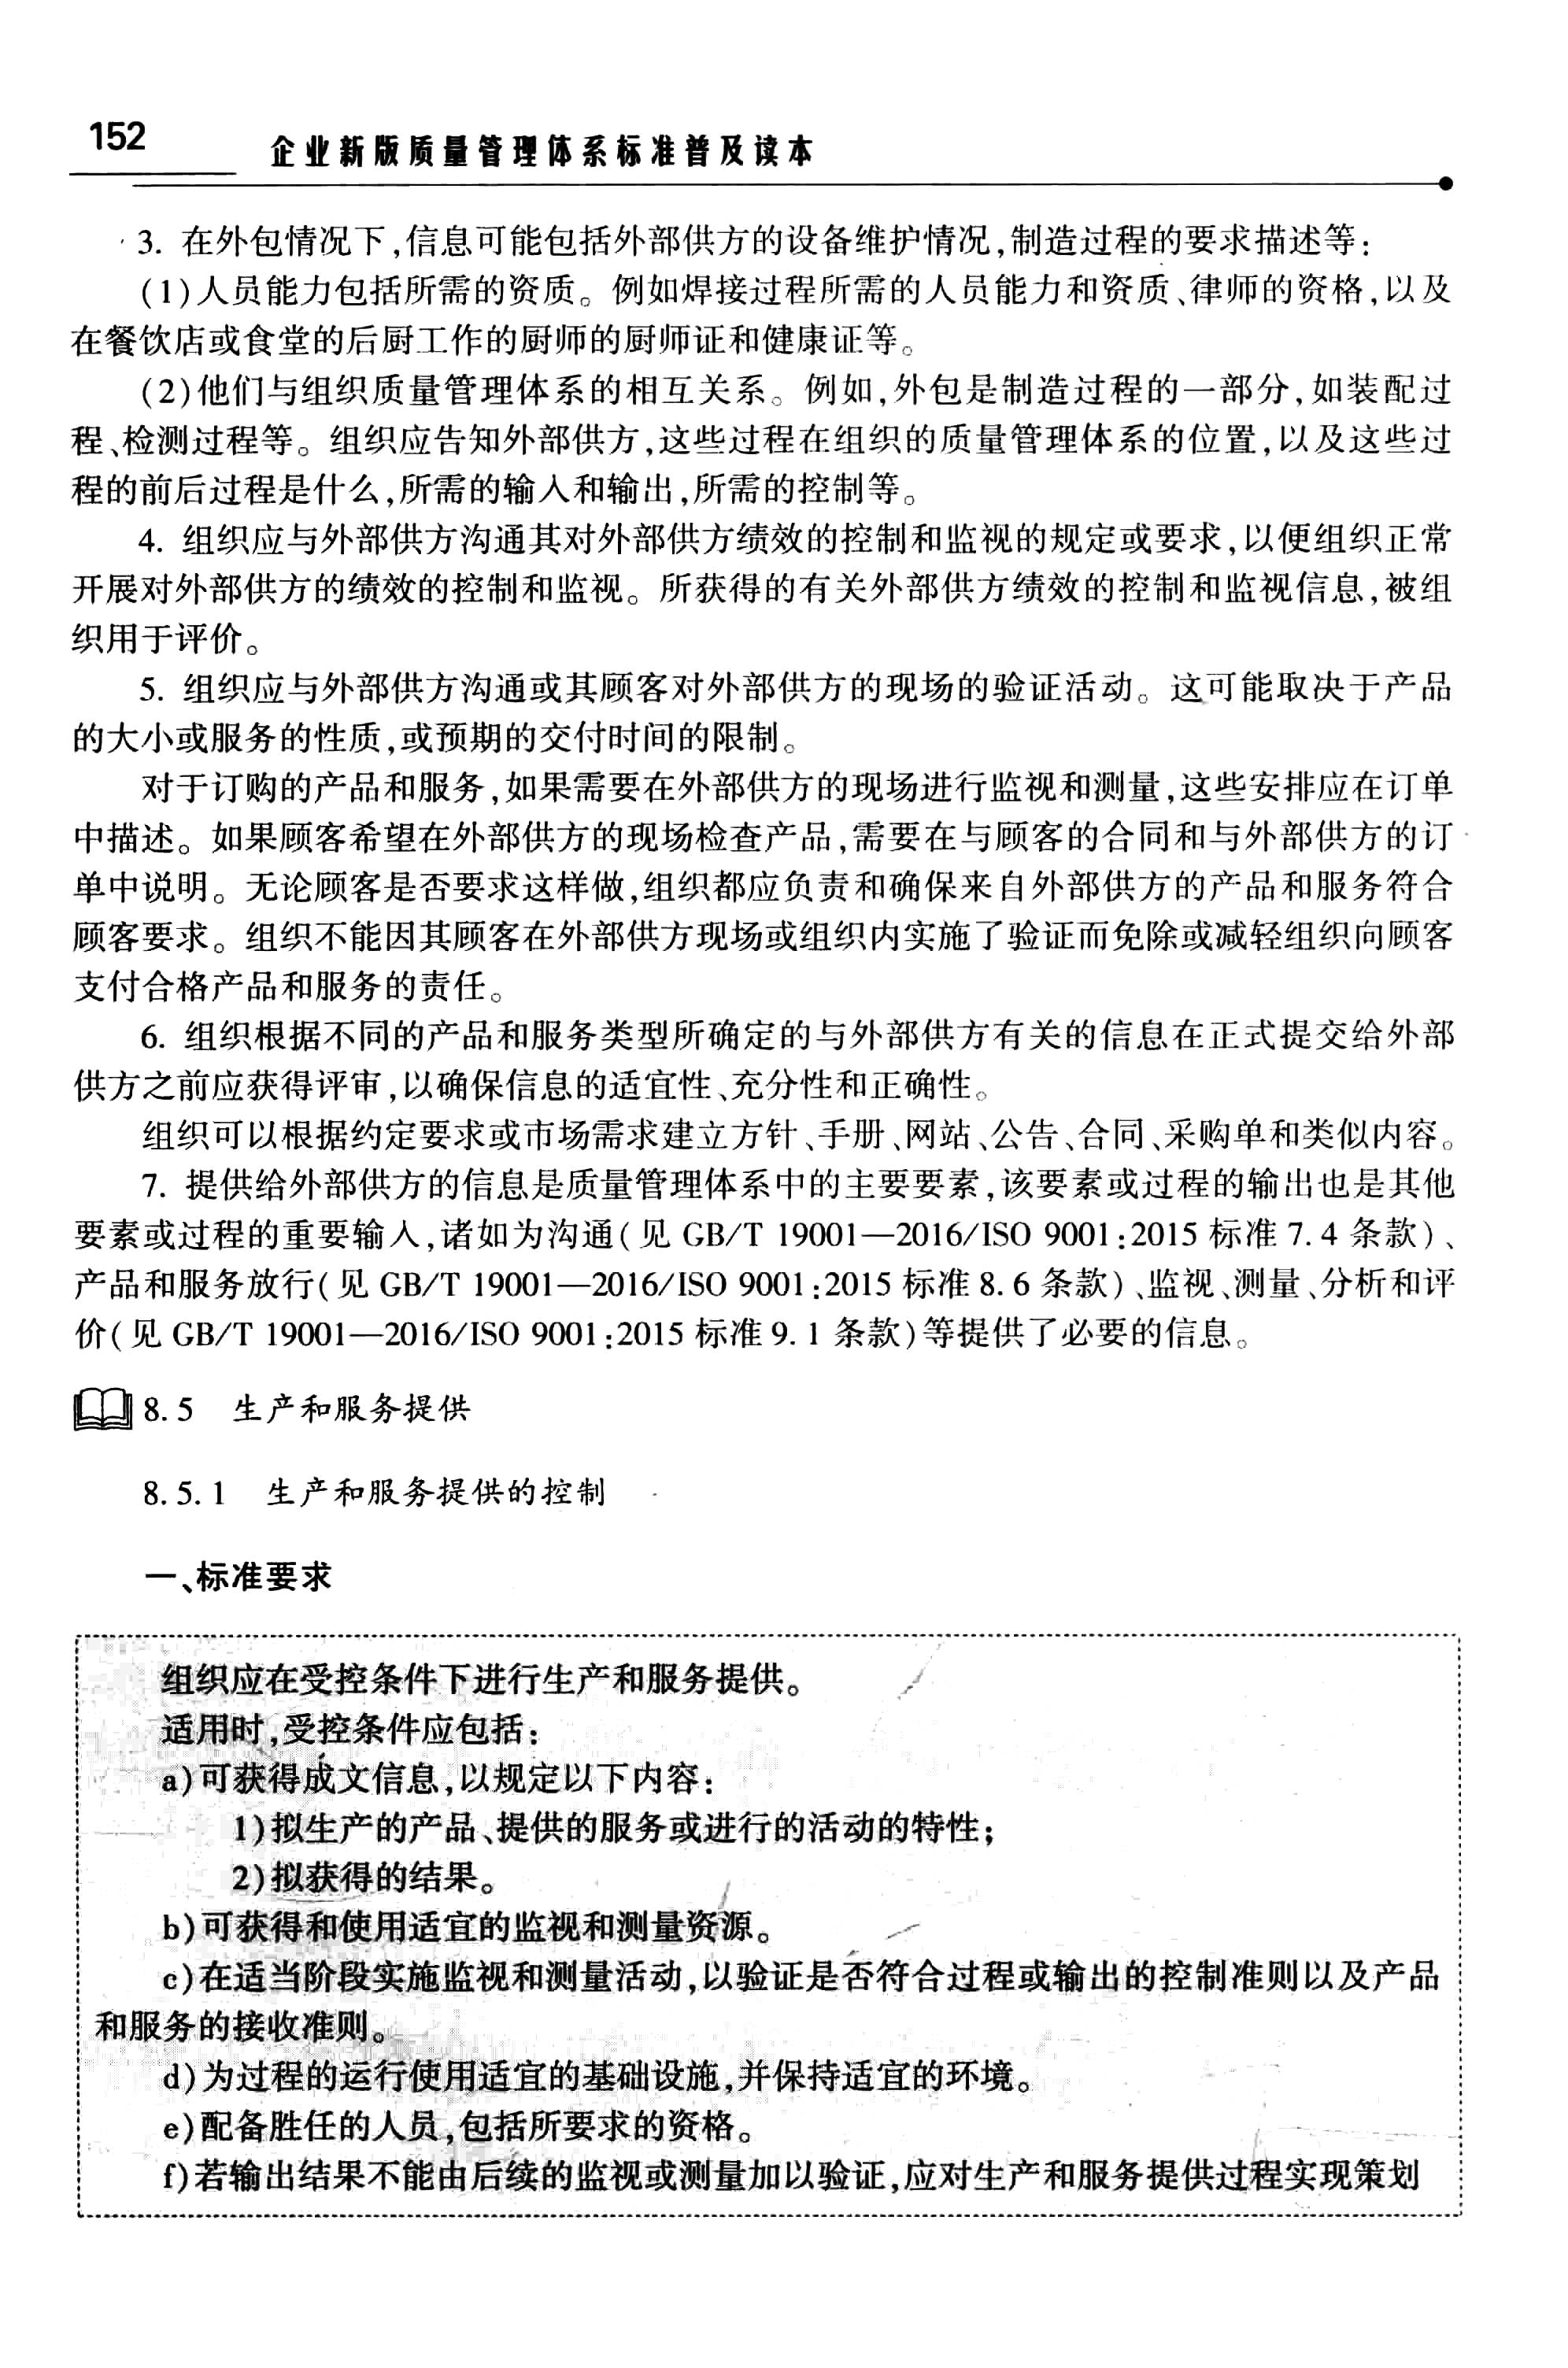 152
企业新版质量管理体系标准普及读本
3. 在外包情况下,信息可能包括外部供方的设备维护情况,制造过程的要求描述等:
(1)人员能力包括所需的资质。例如焊接过程所需的人员能力和资质、律师的资格,以及
在餐饮店或食堂的后厨工作的厨师的厨师证和健康证等。
(2)他们与组织质量管理体系的相互关系。例如,外包是制造过程的一部分,如装配过
程、检测过程等。组织应告知外部供方,这些过程在组织的质量管理体系的位置,以及这些过
程的前后过程是什么,所需的输入和输出,所需的控制等。
4. 组织应与外部供方沟通其对外部供方绩效的控制和监视的规定或要求,以便组织正常
开展对外部供方的绩效的控制和监视。所获得的有关外部供方绩效的控制和监视信息,被组
织用于评价。
5. 组织应与外部供方沟通或其顾客对外部供方的现场的验证活动。这可能取决于产品
的大小或服务的性质,或预期的交付时间的限制。
对于订购的产品和服务,如果需要在外部供方的现场进行监视和测量,这些安排应在订单
中描述。如果顾客希望在外部供方的现场检查产品,需要在与顾客的合同和与外部供方的订
单中说明。无论顾客是否要求这样做,组织都应负责和确保来自外部供方的产品和服务符合
顾客要求。组织不能因其顾客在外部供方现场或组织内实施了验证而免除或减轻组织向顾客
支付合格产品和服务的责任。
6. 组织根据不同的产品和服务类型所确定的与外部供方有关的信息在正式提交给外部
供方之前应获得评审,以确保信息的适宜性、充分性和正确性。
组织可以根据约定要求或市场需求建立方针、手册、网站、公告、合同、采购单和类似内容。
7. 提供给外部供方的信息是质量管理体系中的主要要素,该要素或过程的输出也是其他
要素或过程的重要输入,诸如为沟通(见 GB/T 19001—2016/ISO 9001:2015 标准 7.4 条款)、
产品和服务放行(见 GB/T 19001—2016/ISO 9001:2015 标准 8.6 条款)、监视、测量、分析和评
价(见 GB/T 19001—2016/ISO 9001:2015 标准 9.1 条款)等提供了必要的信息。
8.5 生产和服务提供
8.5.1 生产和服务提供的控制
一、标准要求
组织应在受控条件下进行生产和服务提供。
适用时,受控条件应包括:
a)可获得成文信息,以规定以下内容:
1)拟生产的产品、提供的服务或进行的活动的特性;
2)拟获得的结果。
b)可获得和使用适宜的监视和测量资源。
c)在适当阶段实施监视和测量活动,以验证是否符合过程或输出的控制准则以及产品
和服务的接收准则。
d)为过程的运行使用适宜的基础设施,并保持适宜的环境。
e)配备胜任的人员,包括所要求的资格。
f)若输出结果不能由后续的监视或测量加以验证,应对生产和服务提供过程实现策划